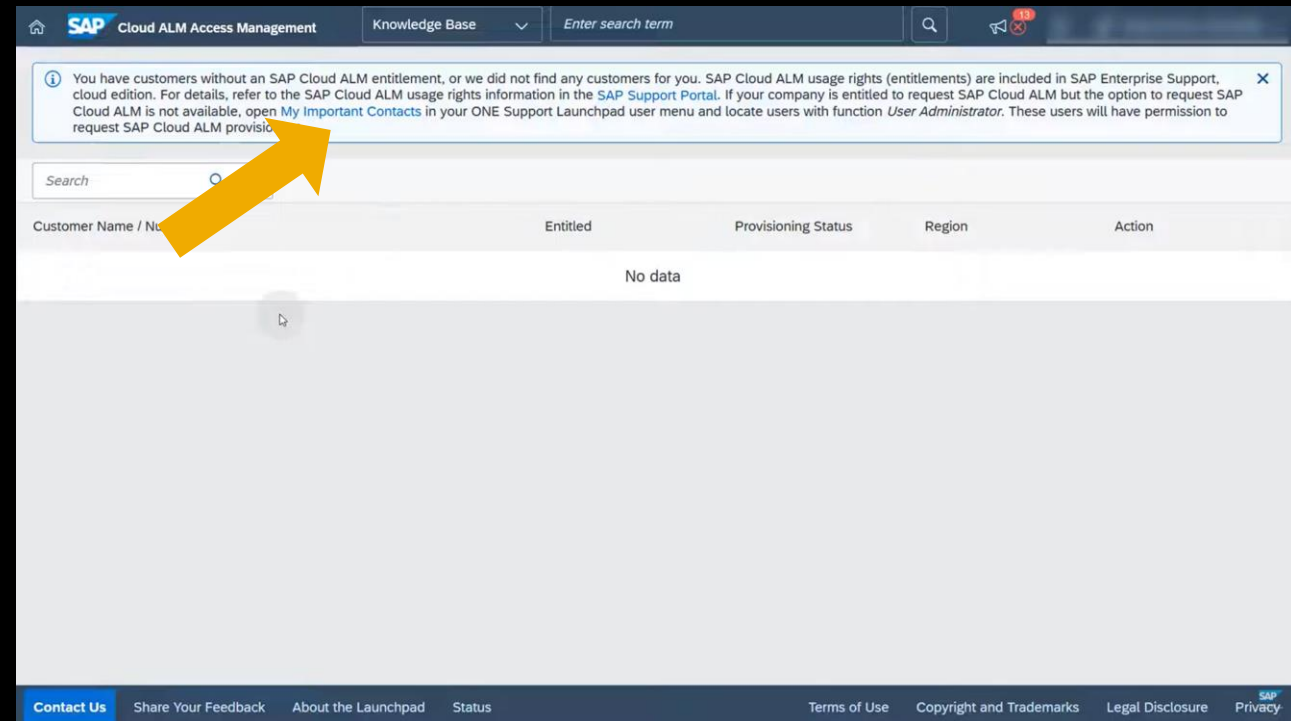 SAP Cloud ALM Access Management Knowledge Base Enter search term 13
You have customers without an SAP Cloud ALM entitlement, or we did not find any customers for you. SAP Cloud ALM usage rights (entitlements) are included in SAP Enterprise Support,
cloud edition. For details, refer to the SAP Cloud ALM usage rights information in the SAP Support Portal. If your company is entitled to request SAP Cloud ALM but the option to request SAP
Cloud ALM is not available, open My Important Contacts in your ONE Support Launchpad user menu and locate users with function User Administrator. These users will have permission to
request SAP Cloud ALM
Search
Customer Name / Entitled Provisioning Status Region Action
No data
Contact Us Share Your Feedback About the Launchpad Status Terms of Use Copyright and Trademarks Legal Disclosure Privacy
SAP